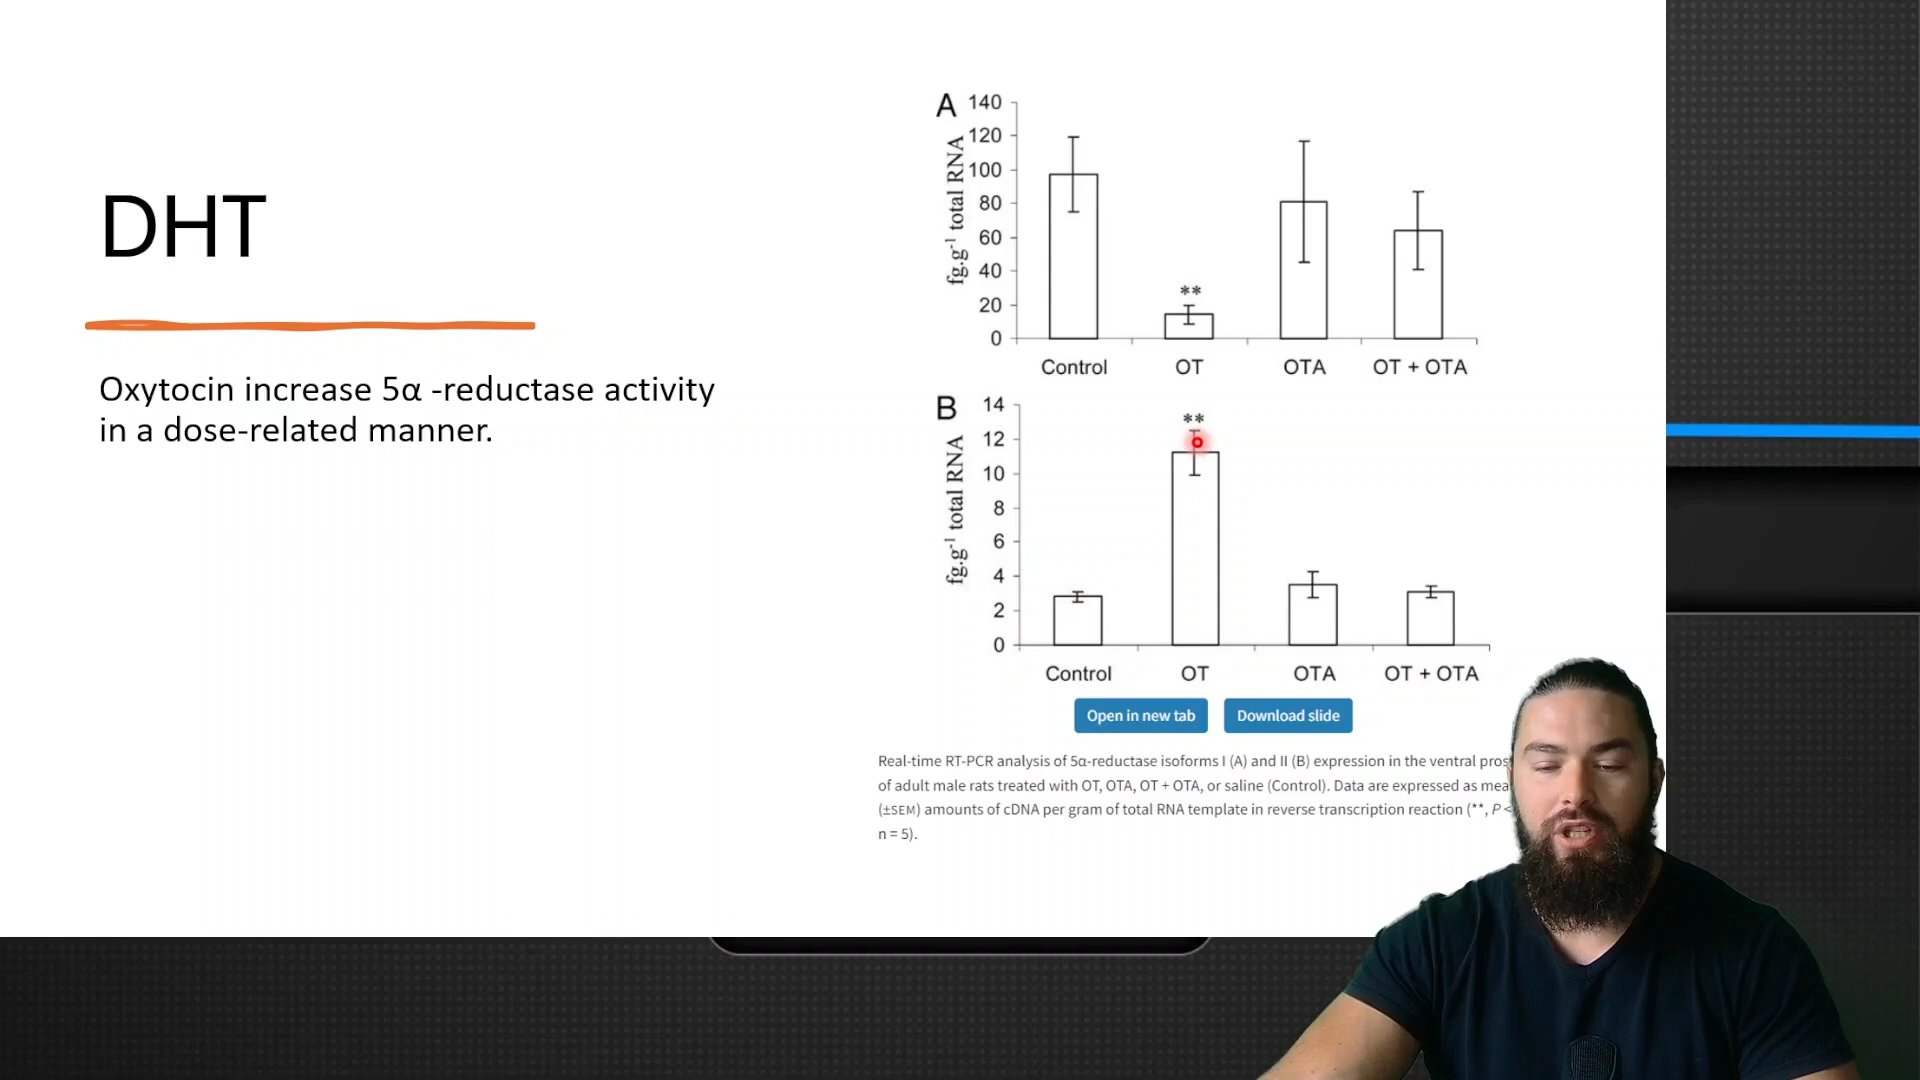 DHT
Oxytocin increase 5α -reductase activity
in a dose-related manner.
A
140
120
100
80
60
40
20
0
fg.g⁻¹ total RNA
**
Control OT OTA OT + OTA
B
14
12
10
8
6
4
2
0
fg.g⁻¹ total RNA
**
Control OT OTA OT + OTA
Open in new tab Download slide
Real-time RT-PCR analysis of 5α-reductase isoforms I (A) and II (B) expression in the ventral
of adult male rats treated with OT, OTA, OT + OTA, or saline (Control). Data are expressed as
(±SEM) amounts of cDNA per gram of total RNA template in reverse transcription reaction (**, P <
n = 5).